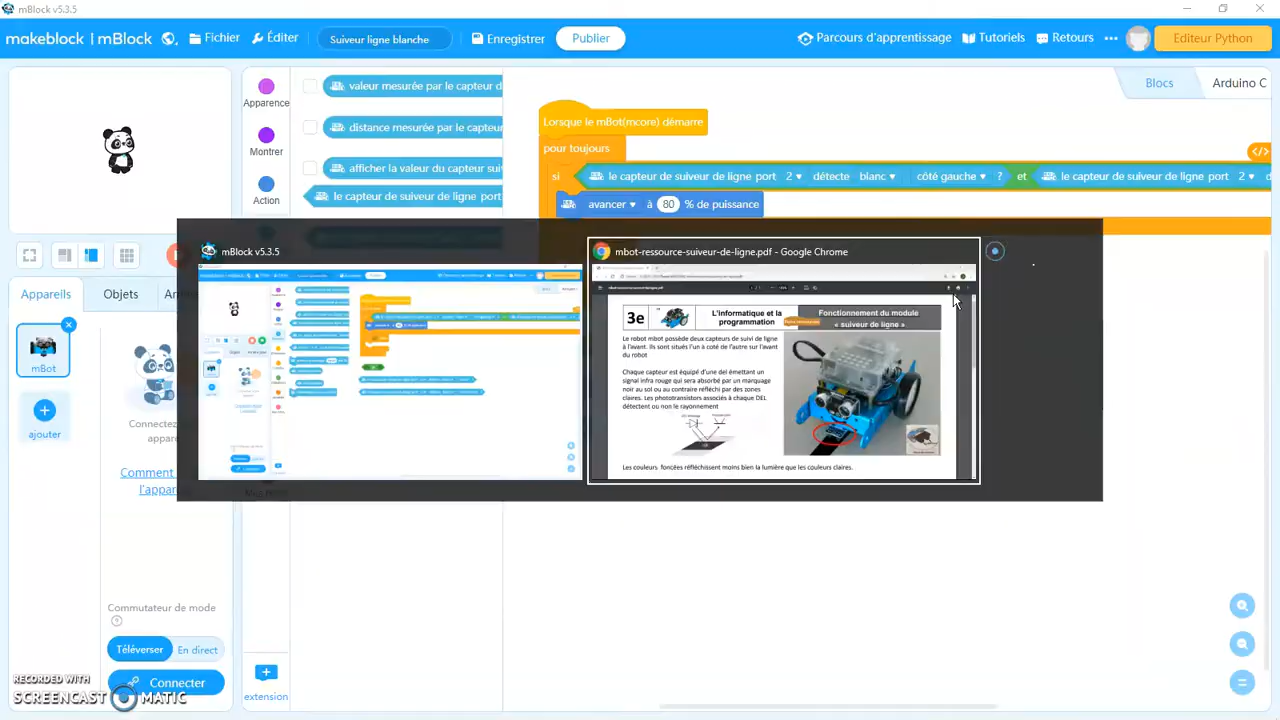 mBlock v5.3.5
makeblock | mBlock
Fichier
Éditer
Suiveur ligne blanche
Enregistrer
Publier
Parcours d'apprentissage
Tutoriels
Retours
Editeur Python
Blocs
Arduino C
Apparence
Montrer
Action
valeur mesurée par le capteur d
distance mesurée par le capteur
afficher la valeur du capteur sui
le capteur de suiveur de ligne port
Lorsque le mBot(mcore) démarre
pour toujours
si le capteur de suiveur de ligne port 2 détecte blanc côté gauche ? et le capteur de suiveur de ligne port 2 d
avancer à 80 % de puissance
mBlock v5.3.5
mbot-ressource-suiveur-de-ligne.pdf - Google Chrome
3e
L'informatique et la
programmation
Fonctionnement du module
« suiveur de ligne »
Le robot mbot possède deux capteurs de suivi de ligne
à l'avant. Ils sont situés l'un à coté de l'autre sur l'avant
du robot
Chaque capteur est équipé d'une del émettant un
signal infra rouge qui sera absorbé par un marquage
noir au sol ou au contraire réfléchi par des zones
claires. Les phototransistors associés à chaque DEL
détectent ou non le rayonnement
Les couleurs foncées réfléchissent moins bien la lumière que les couleurs claires.
Appareils
Objets
mBot
ajouter
Connectez
appare
Comment
l'appar
Commutateur de mode
Téléverser
En direct
Connecter
extension
RECORDED WITH
SCREENCAST MATIC